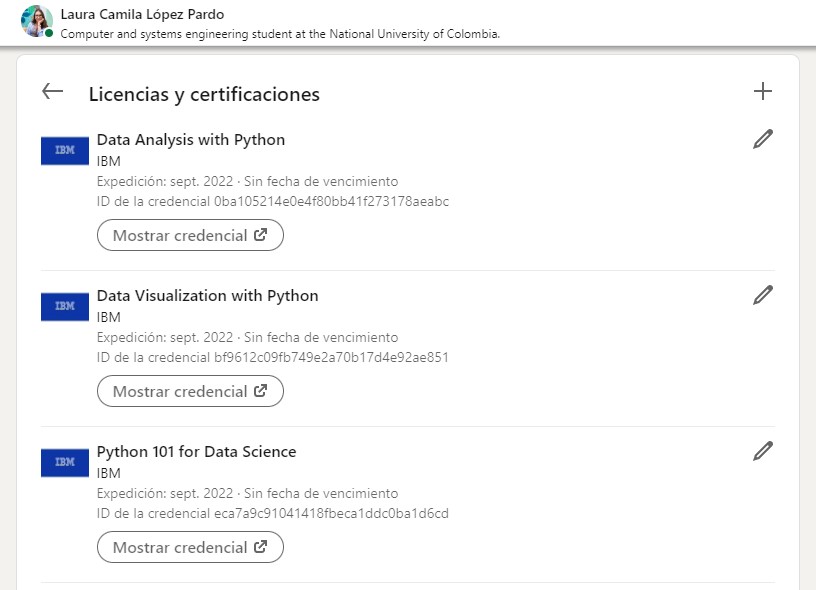 Laura Camila López Pardo
Computer and systems engineering student at the National University of Colombia.
Licencias y certificaciones
IBM
Data Analysis with Python
IBM
Expedición: sept. 2022 · Sin fecha de vencimiento
ID de la credencial 0ba105214e0e4f80bb41f273178aeabc
Mostrar credencial
IBM
Data Visualization with Python
IBM
Expedición: sept. 2022 · Sin fecha de vencimiento
ID de la credencial bf9612c09fb749e2a70b17d4e92ae851
Mostrar credencial
IBM
Python 101 for Data Science
IBM
Expedición: sept. 2022 · Sin fecha de vencimiento
ID de la credencial eca7a9c91041418fbeca1ddc0ba1d6cd
Mostrar credencial